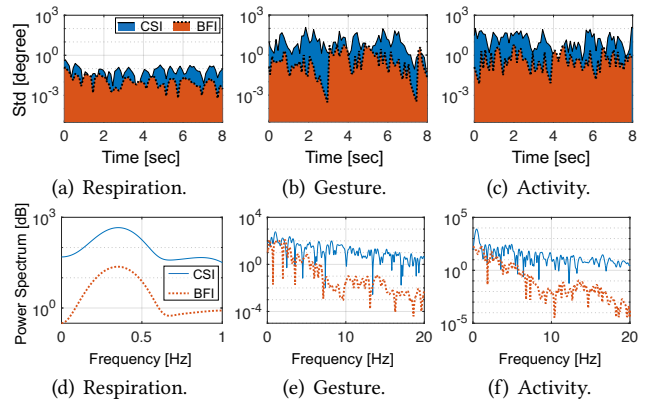 CSI BFI
Std [degree]
10^3
10^0
10^-3
0 2 4 6 8
Time [sec]
(a) Respiration.
10^3
10^0
10^-3
0 2 4 6 8
Time [sec]
(b) Gesture.
10^3
10^0
10^-3
0 2 4 6 8
Time [sec]
(c) Activity.
Power Spectrum [dB]
10^3
10^0
CSI
BFI
0 0.5 1
Frequency [Hz]
(d) Respiration.
10^4
10^0
10^-4
0 10 20
Frequency [Hz]
(e) Gesture.
10^5
10^0
10^-5
0 10 20
Frequency [Hz]
(f) Activity.